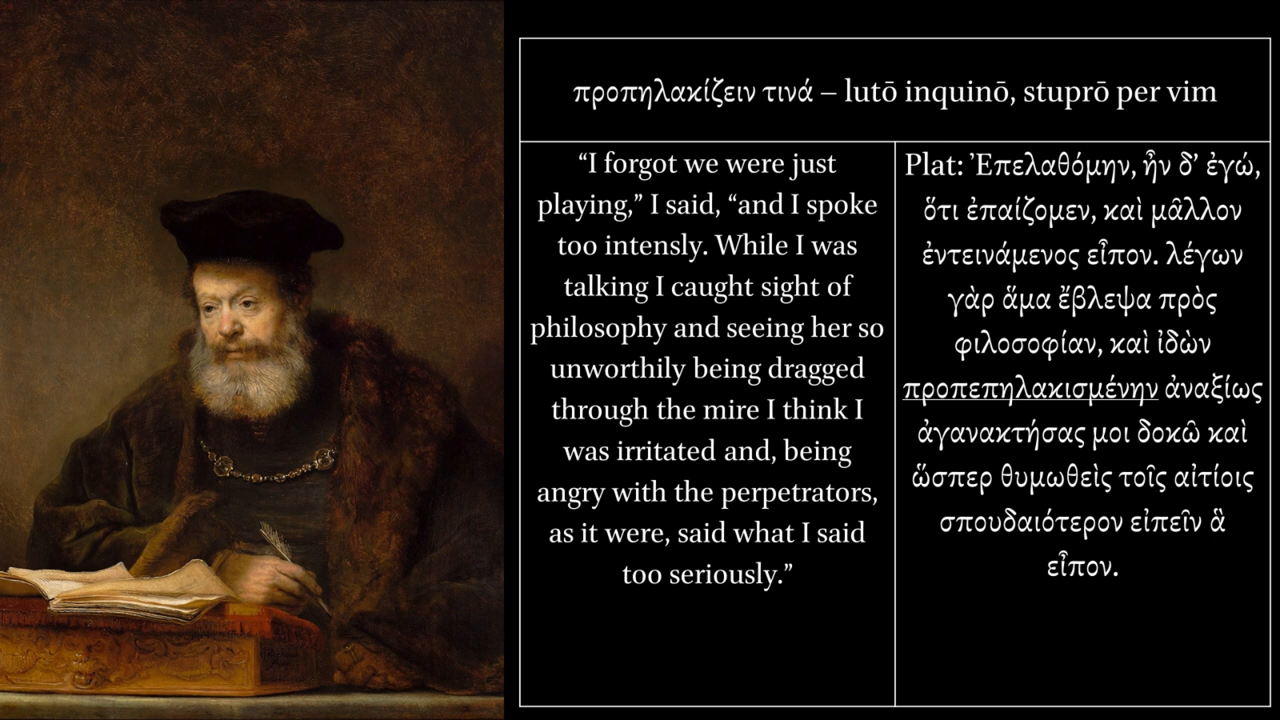 προπηλακίζειν τινά – lutō inquinō, stuprō per vim
“I forgot we were just
playing,” I said, “and I spoke
too intensly. While I was
talking I caught sight of
philosophy and seeing her so
unworthily being dragged
through the mire I think I
was irritated and, being
angry with the perpetrators,
as it were, said what I said
too seriously.”
Plat: Ἐπελαθόμην, ἦν δ’ ἐγώ,
ὅτι ἐπαίζομεν, καὶ μᾶλλον
ἐντεινάμενος εἶπον. λέγων
γὰρ ἅμα ἔβλεψα πρὸς
φιλοσοφίαν, καὶ ἰδὼν
προπεπηλακισμένην ἀναξίως
ἀγανακτήσας μοι δοκῶ καὶ
ὥσπερ θυμωθεὶς τοῖς αἰτίοις
σπουδαιότερον εἰπεῖν ἃ
εἶπον.